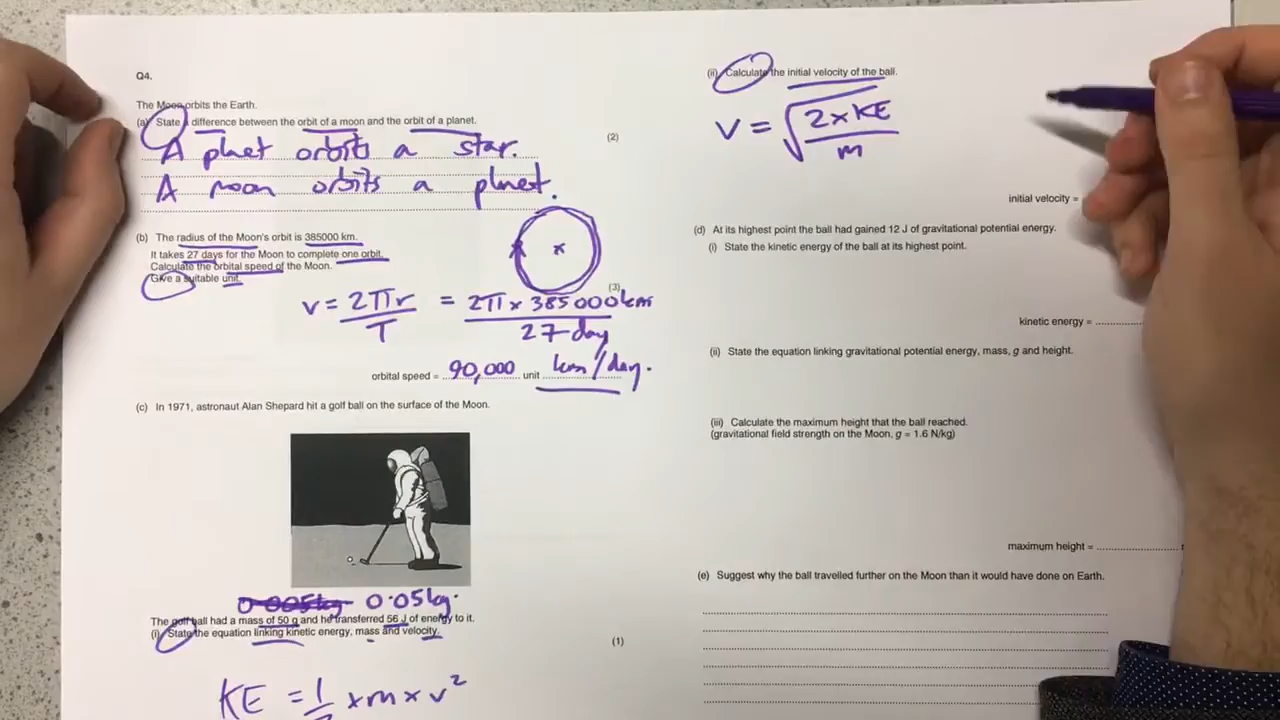 Q4.
The Moon orbits the Earth.
(a) State a difference between the orbit of a moon and the orbit of a planet.
(2)
A planet orbits a star.
A moon orbits a planet.
(b) The radius of the Moon's orbit is 385000 km.
It takes 27 days for the Moon to complete one orbit.
Calculate the orbital speed of the Moon.
Give a suitable unit.
(3)
v = 2πr / T = 2π x 385000km / 27 day
orbital speed = 90,000 unit km/day.
(c) In 1971, astronaut Alan Shepard hit a golf ball on the surface of the Moon.
0.005kg 0.05kg.
The golf ball had a mass of 50 g and he transferred 56 J of energy to it.
(i) State the equation linking kinetic energy, mass and velocity.
(1)
KE = 1/2 x m x v²
(ii) Calculate the initial velocity of the ball.
v = √ 2 x KE / m
initial velocity =
(d) At its highest point the ball had gained 12 J of gravitational potential energy.
(i) State the kinetic energy of the ball at its highest point.
kinetic energy = ............
(ii) State the equation linking gravitational potential energy, mass, g and height.
(iii) Calculate the maximum height that the ball reached.
(gravitational field strength on the Moon, g = 1.6 N/kg)
maximum height = ............
(e) Suggest why the ball travelled further on the Moon than it would have done on Earth.